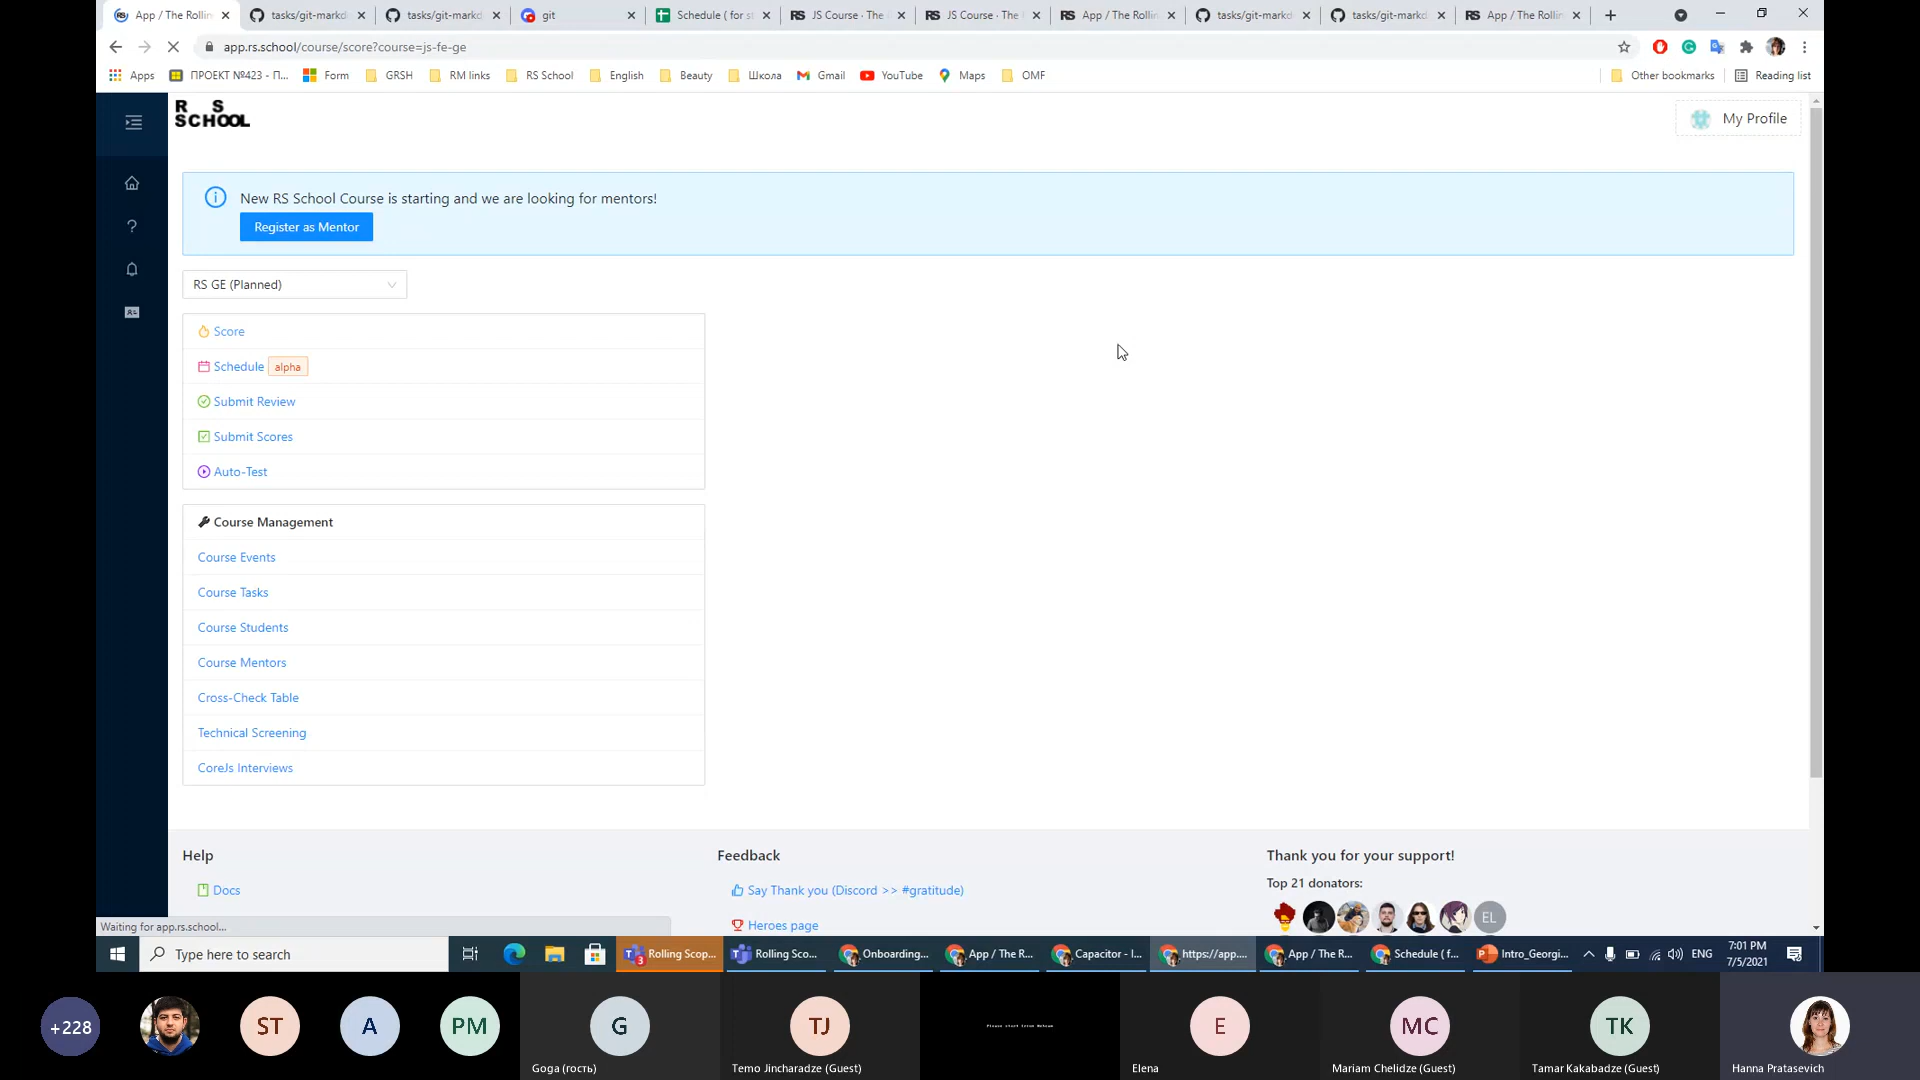 App / The Rollin
tasks/git-markd
tasks/git-markd
git
Schedule ( for s
JS Course · The
JS Course · The
App / The Rollin
tasks/git-markd
tasks/git-markd
App / The Rollin
app.rs.school/course/score?course=js-fe-ge
Apps
ПРОЕКТ №423 - П...
Form
GRSH
RM links
RS School
English
Beauty
Школа
Gmail
YouTube
Maps
OMF
Other bookmarks
Reading list
R S
SCHOOL
My Profile
New RS School Course is starting and we are looking for mentors!
Register as Mentor
RS GE (Planned)
Score
Schedule alpha
Submit Review
Submit Scores
Auto-Test
Course Management
Course Events
Course Tasks
Course Students
Course Mentors
Cross-Check Table
Technical Screening
CoreJs Interviews
Help
Feedback
Thank you for your support!
Docs
Say Thank you (Discord >> #gratitude)
Heroes page
Top 21 donators:
EL
Waiting for app.rs.school...
Type here to search
Rolling Scop...
Rolling Sco...
Onboarding...
App / The R...
Capacitor - I...
https://app....
App / The R...
Schedule ( f...
Intro_Georgi...
ENG
7:01 PM
7/5/2021
+228
ST
A
PM
G
Goga (гость)
TJ
Temo Jincharadze (Guest)
E
Elena
MC
Mariam Chelidze (Guest)
TK
Tamar Kakabadze (Guest)
Hanna Pratasevich